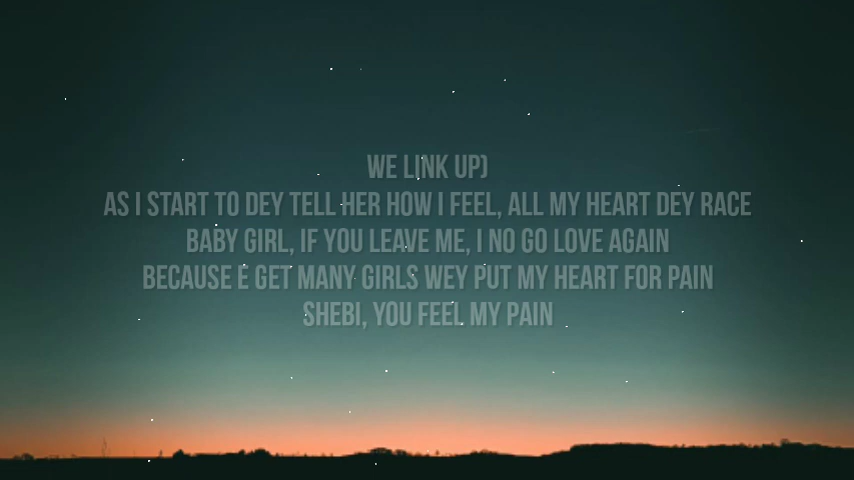 WE LINK UP)
AS I START TO DEY TELL HER HOW I FEEL, ALL MY HEART DEY RACE
BABY GIRL, IF YOU LEAVE ME, I NO GO LOVE AGAIN
BECAUSE E GET MANY GIRLS WEY PUT MY HEART FOR PAIN
SHEBI, YOU FEEL MY PAIN